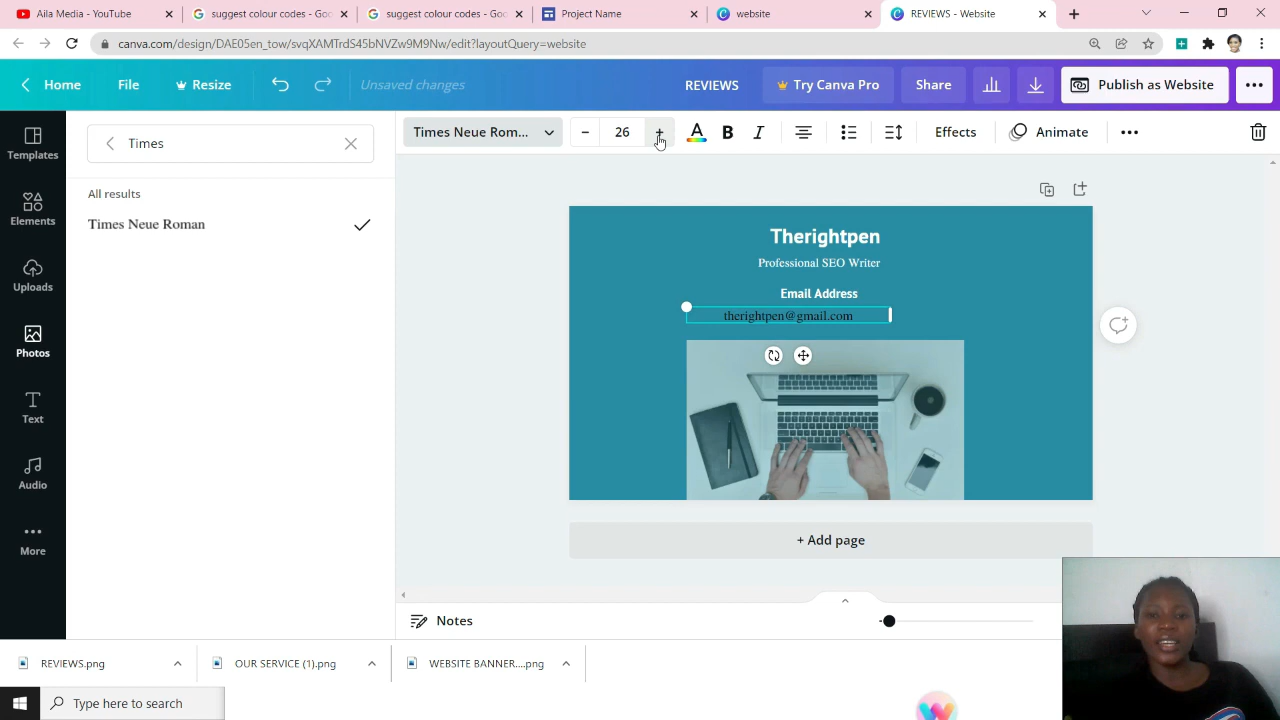 Aila Media - YouTube
suggest colour codes - Goo
suggest colour codes - Goo
Project Name
website
REVIEWS - Website
canva.com/design/DAE05en_tow/svqXAMTrdS45bNVZw9M9Nw/edit?layoutQuery=website
Home
File
Resize
Unsaved changes
REVIEWS
Try Canva Pro
Share
Publish as Website
Times Neue Rom...
26
A
B
I
Effects
Animate
Templates
Elements
Uploads
Photos
Text
Audio
More
Times
All results
Times Neue Roman
Therightpen
Professional SEO Writer
Email Address
therightpen@gmail.com
+ Add page
Notes
REVIEWS.png
OUR SERVICE (1).png
WEBSITE BANNER....png
Type here to search